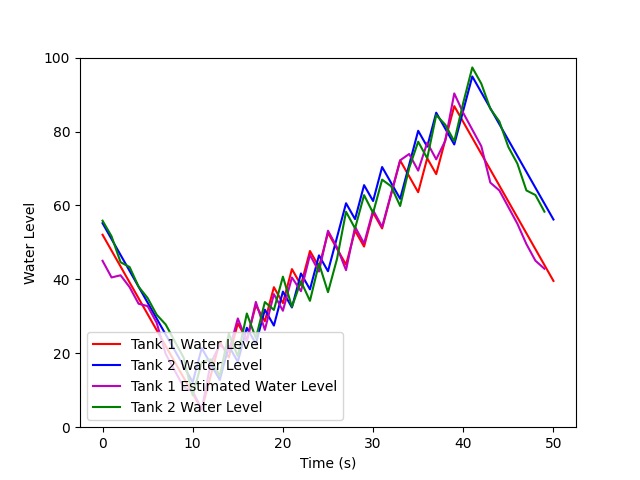 100
80
60
40
20
0
Water Level
Tank 1 Water Level
Tank 2 Water Level
Tank 1 Estimated Water Level
Tank 2 Water Level
0 10 20 30 40 50
Time (s)